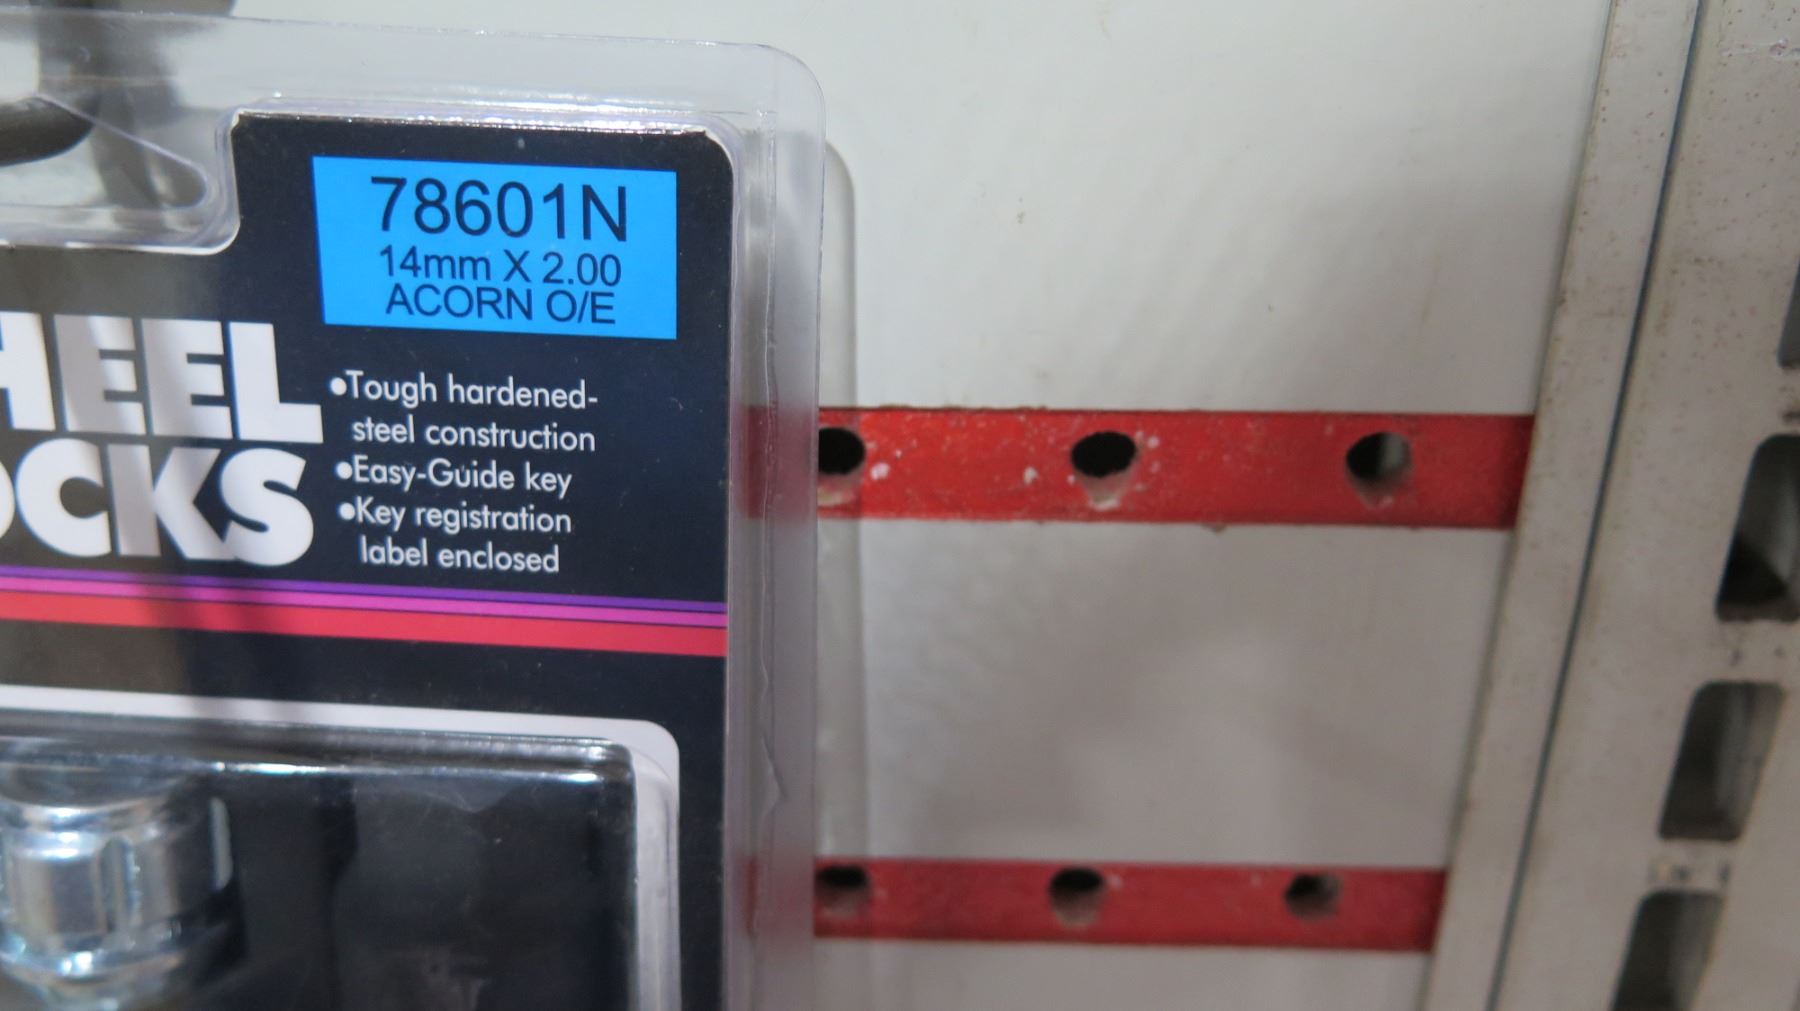 78601N
14mm X 2.00
ACORN O/E
HEEL
OCKS
•Tough hardened-
steel construction
•Easy-Guide key
•Key registration
label enclosed